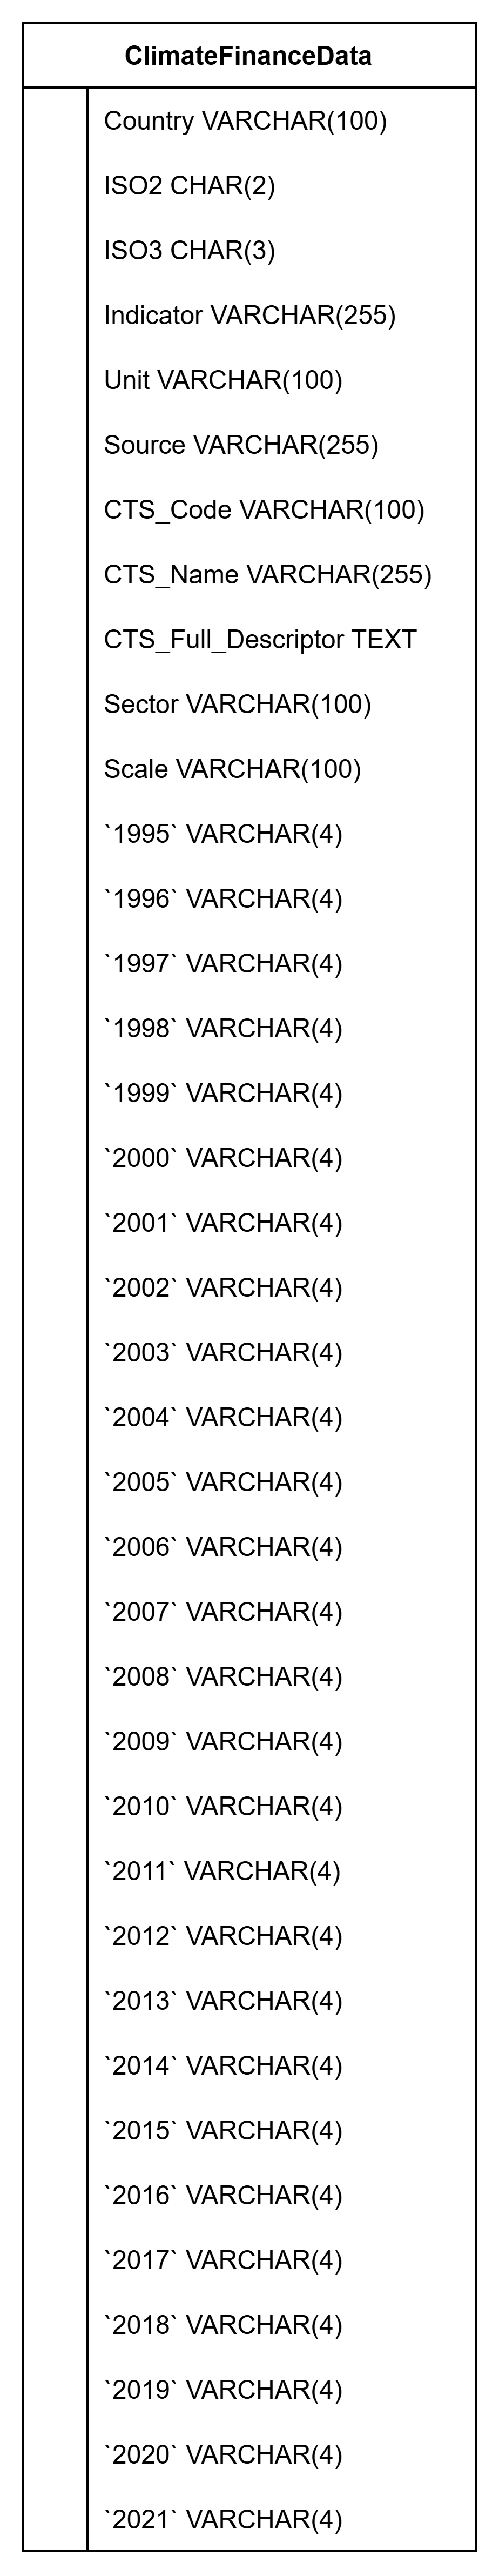 ClimateFinanceData
Country VARCHAR(100)
ISO2 CHAR(2)
ISO3 CHAR(3)
Indicator VARCHAR(255)
Unit VARCHAR(100)
Source VARCHAR(255)
CTS_Code VARCHAR(100)
CTS_Name VARCHAR(255)
CTS_Full_Descriptor TEXT
Sector VARCHAR(100)
Scale VARCHAR(100)
`1995` VARCHAR(4)
`1996` VARCHAR(4)
`1997` VARCHAR(4)
`1998` VARCHAR(4)
`1999` VARCHAR(4)
`2000` VARCHAR(4)
`2001` VARCHAR(4)
`2002` VARCHAR(4)
`2003` VARCHAR(4)
`2004` VARCHAR(4)
`2005` VARCHAR(4)
`2006` VARCHAR(4)
`2007` VARCHAR(4)
`2008` VARCHAR(4)
`2009` VARCHAR(4)
`2010` VARCHAR(4)
`2011` VARCHAR(4)
`2012` VARCHAR(4)
`2013` VARCHAR(4)
`2014` VARCHAR(4)
`2015` VARCHAR(4)
`2016` VARCHAR(4)
`2017` VARCHAR(4)
`2018` VARCHAR(4)
`2019` VARCHAR(4)
`2020` VARCHAR(4)
`2021` VARCHAR(4)